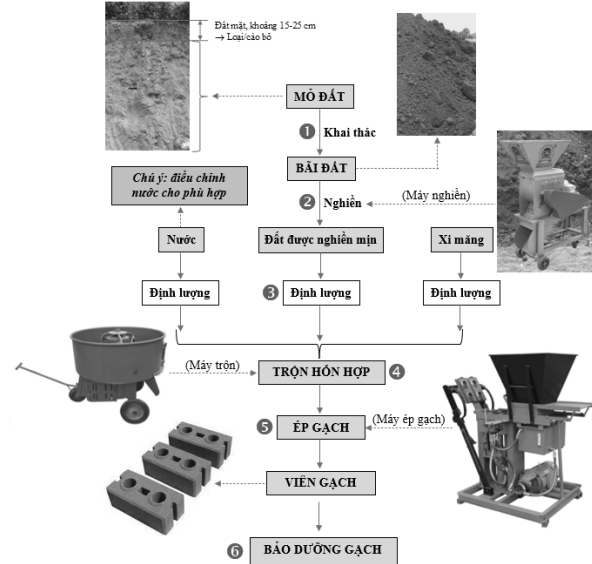 Đất mặt, khoảng 15-25 cm
→ Loại/cào bỏ
MỎ ĐẤT
1 Khai thác
BÃI ĐẤT
Chú ý: điều chỉnh
nước cho phù hợp
2 Nghiền
(Máy nghiền)
Nước
Đất được nghiền mịn
Xi măng
Định lượng
3 Định lượng
Định lượng
(Máy trộn)
TRỘN HỖN HỢP 4
5 ÉP GẠCH
(Máy ép gạch)
VIÊN GẠCH
6 BẢO DƯỠNG GẠCH